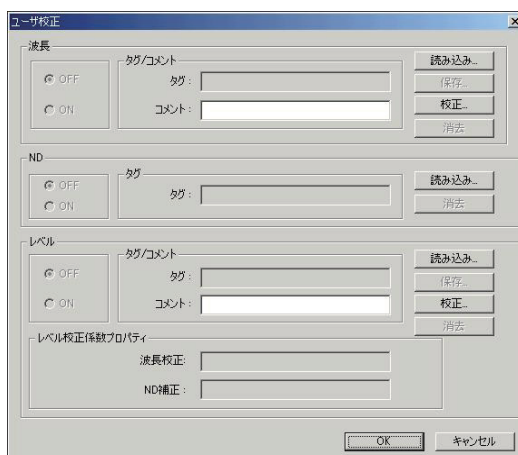 ユーザ校正
波長
OFF
ON
タグ/コメント
タグ:
コメント:
読み込み...
保存...
校正...
消去
ND
OFF
ON
タグ
タグ:
読み込み...
消去
レベル
OFF
ON
タグ/コメント
タグ:
コメント:
読み込み...
保存...
校正...
消去
レベル校正係数プロパティ
波長校正:
ND補正:
OK
キャンセル